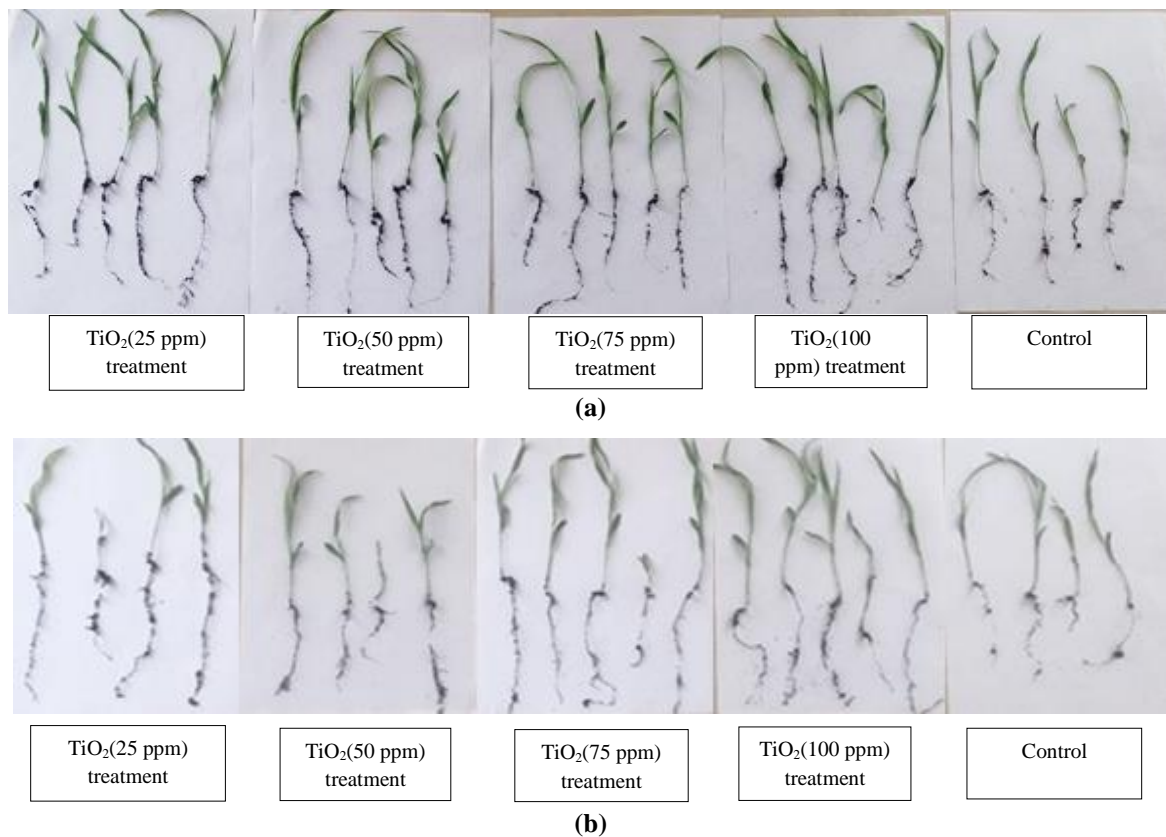 TiO₂(25 ppm)
treatment
TiO₂(50 ppm)
treatment
TiO₂(75 ppm)
treatment
TiO₂(100
ppm) treatment
Control
(a)
TiO₂(25 ppm)
treatment
TiO₂(50 ppm)
treatment
TiO₂(75 ppm)
treatment
TiO₂(100 ppm)
treatment
Control
(b)